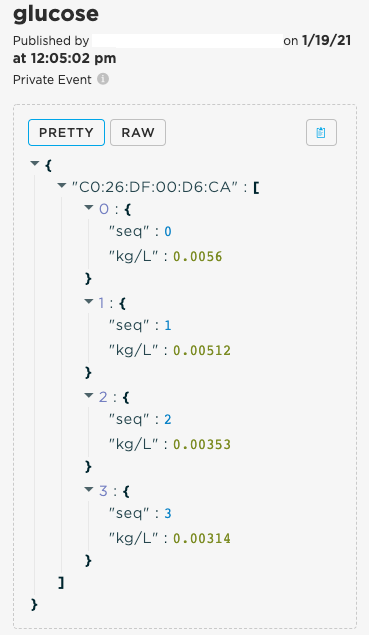 glucose
Published by on 1/19/21
at 12:05:02 pm
Private Event
PRETTY RAW
{
"C0:26:DF:00:D6:CA" : [
0 : {
"seq" : 0
"kg/L" : 0.0056
}
1 : {
"seq" : 1
"kg/L" : 0.00512
}
2 : {
"seq" : 2
"kg/L" : 0.00353
}
3 : {
"seq" : 3
"kg/L" : 0.00314
}
]
}